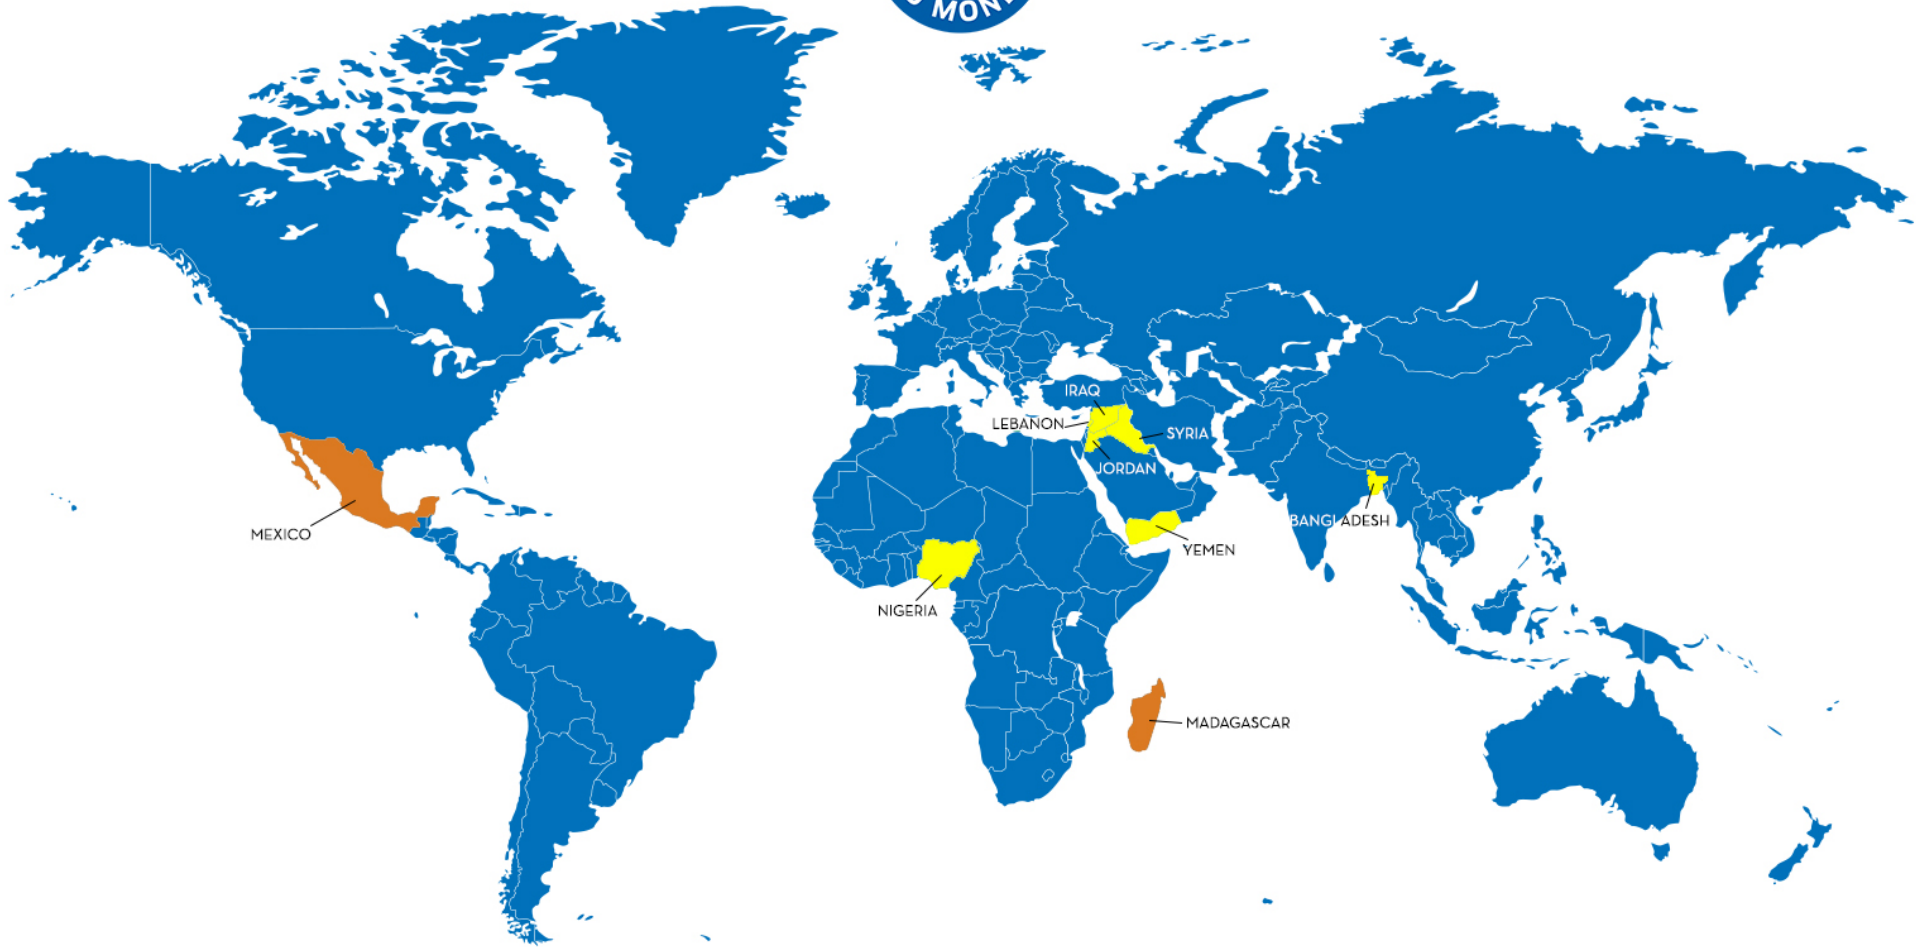 MON
IRAQ
LEBANON
SYRIA
JORDAN
MEXICO
BANGLADESH
YEMEN
NIGERIA
MADAGASCAR